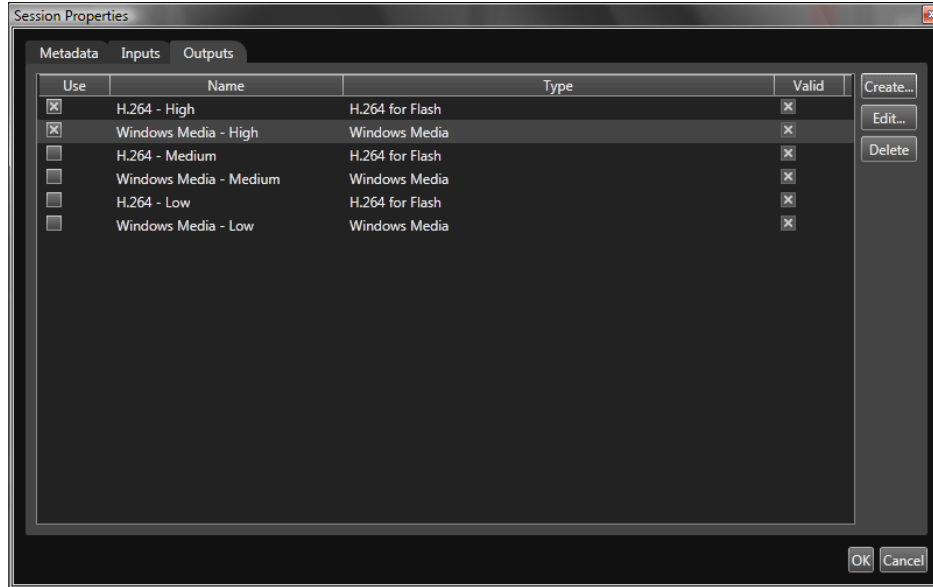 Session Properties
Metadata Inputs Outputs
Use Name Type Valid Create...
H.264 - High H.264 for Flash
Edit...
Windows Media - High Windows Media
H.264 - Medium H.264 for Flash Delete
Windows Media - Medium Windows Media
H.264 - Low H.264 for Flash
Windows Media - Low Windows Media
OK Cancel